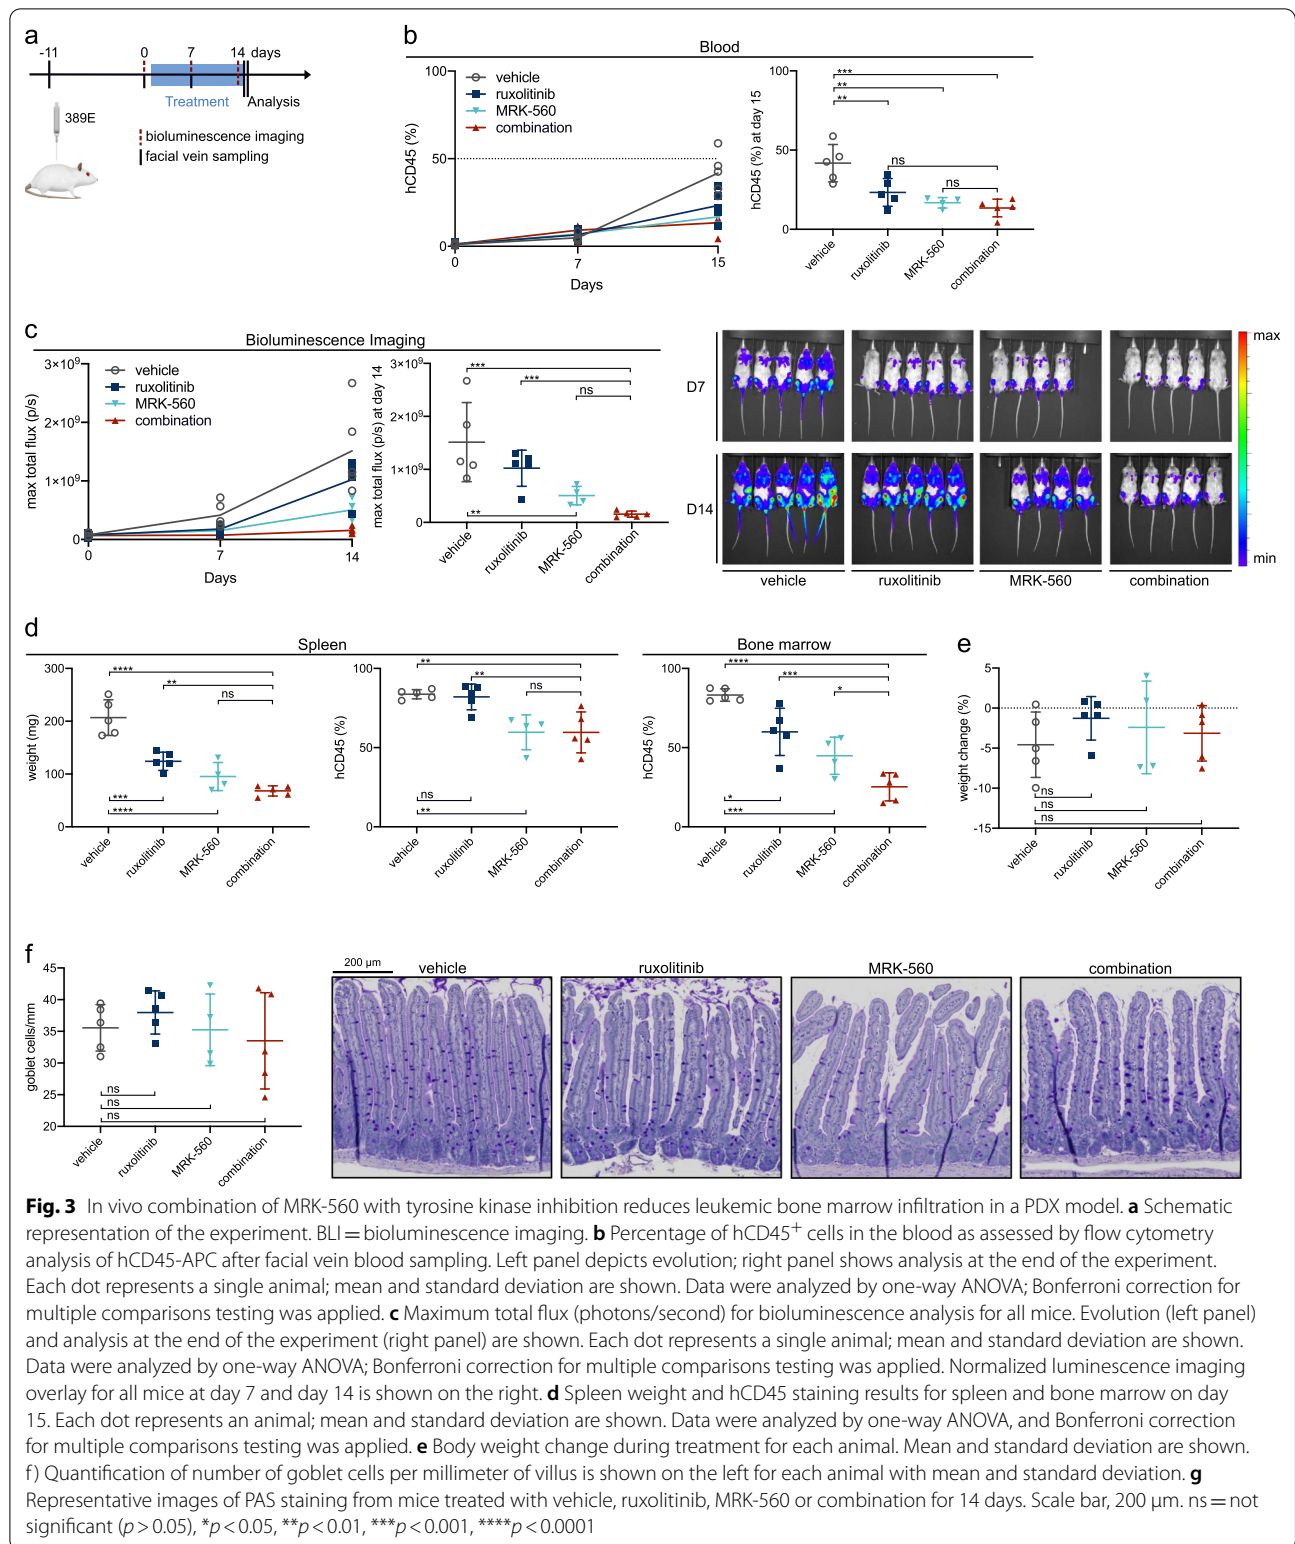 a
-11
0
7
14
days
Treatment
Analysis
389E
bioluminescence imaging
facial vein sampling
b
Blood
100
50
0
hCD45 (%)
vehicle
ruxolitinib
MRK-560
combination
0
7
15
Days
100
50
0
hCD45 (%) at day 15
***
**
**
ns
ns
vehicle
ruxolitinib
MRK-560
combination
c
Bioluminescence Imaging
3×10⁹
2×10⁹
1×10⁹
0
max total flux (p/s)
vehicle
ruxolitinib
MRK-560
combination
0
7
14
Days
3×10⁹
2×10⁹
1×10⁹
0
max total flux (p/s) at day 14
***
***
ns
**
vehicle
ruxolitinib
MRK-560
combination
D7
D14
vehicle
ruxolitinib
MRK-560
combination
max
min
d
Spleen
300
200
100
0
weight (mg)
****
**
ns
***
****
vehicle
ruxolitinib
MRK-560
combination
100
50
0
hCD45 (%)
**
**
ns
ns
**
vehicle
ruxolitinib
MRK-560
combination
Bone marrow
100
50
0
hCD45 (%)
****
***
*
*
***
vehicle
ruxolitinib
MRK-560
combination
e
5
0
-5
-10
-15
weight change (%)
ns
ns
ns
vehicle
ruxolitinib
MRK-560
combination
f
45
40
35
30
25
20
goblet cells/mm
ns
ns
ns
vehicle
ruxolitinib
MRK-560
combination
200 µm
vehicle
ruxolitinib
MRK-560
combination
Fig. 3 In vivo combination of MRK-560 with tyrosine kinase inhibition reduces leukemic bone marrow infiltration in a PDX model. a Schematic
representation of the experiment. BLI = bioluminescence imaging. b Percentage of hCD45⁺ cells in the blood as assessed by flow cytometry
analysis of hCD45-APC after facial vein blood sampling. Left panel depicts evolution; right panel shows analysis at the end of the experiment.
Each dot represents a single animal; mean and standard deviation are shown. Data were analyzed by one-way ANOVA; Bonferroni correction for
multiple comparisons testing was applied. c Maximum total flux (photons/second) for bioluminescence analysis for all mice. Evolution (left panel)
and analysis at the end of the experiment (right panel) are shown. Each dot represents a single animal; mean and standard deviation are shown.
Data were analyzed by one-way ANOVA; Bonferroni correction for multiple comparisons testing was applied. Normalized luminescence imaging
overlay for all mice at day 7 and day 14 is shown on the right. d Spleen weight and hCD45 staining results for spleen and bone marrow on day
15. Each dot represents an animal; mean and standard deviation are shown. Data were analyzed by one-way ANOVA, and Bonferroni correction
for multiple comparisons testing was applied. e Body weight change during treatment for each animal. Mean and standard deviation are shown.
f) Quantification of number of goblet cells per millimeter of villus is shown on the left for each animal with mean and standard deviation. g
Representative images of PAS staining from mice treated with vehicle, ruxolitinib, MRK-560 or combination for 14 days. Scale bar, 200 µm. ns = not
significant (p > 0.05), *p < 0.05, **p < 0.01, ***p < 0.001, ****p < 0.0001